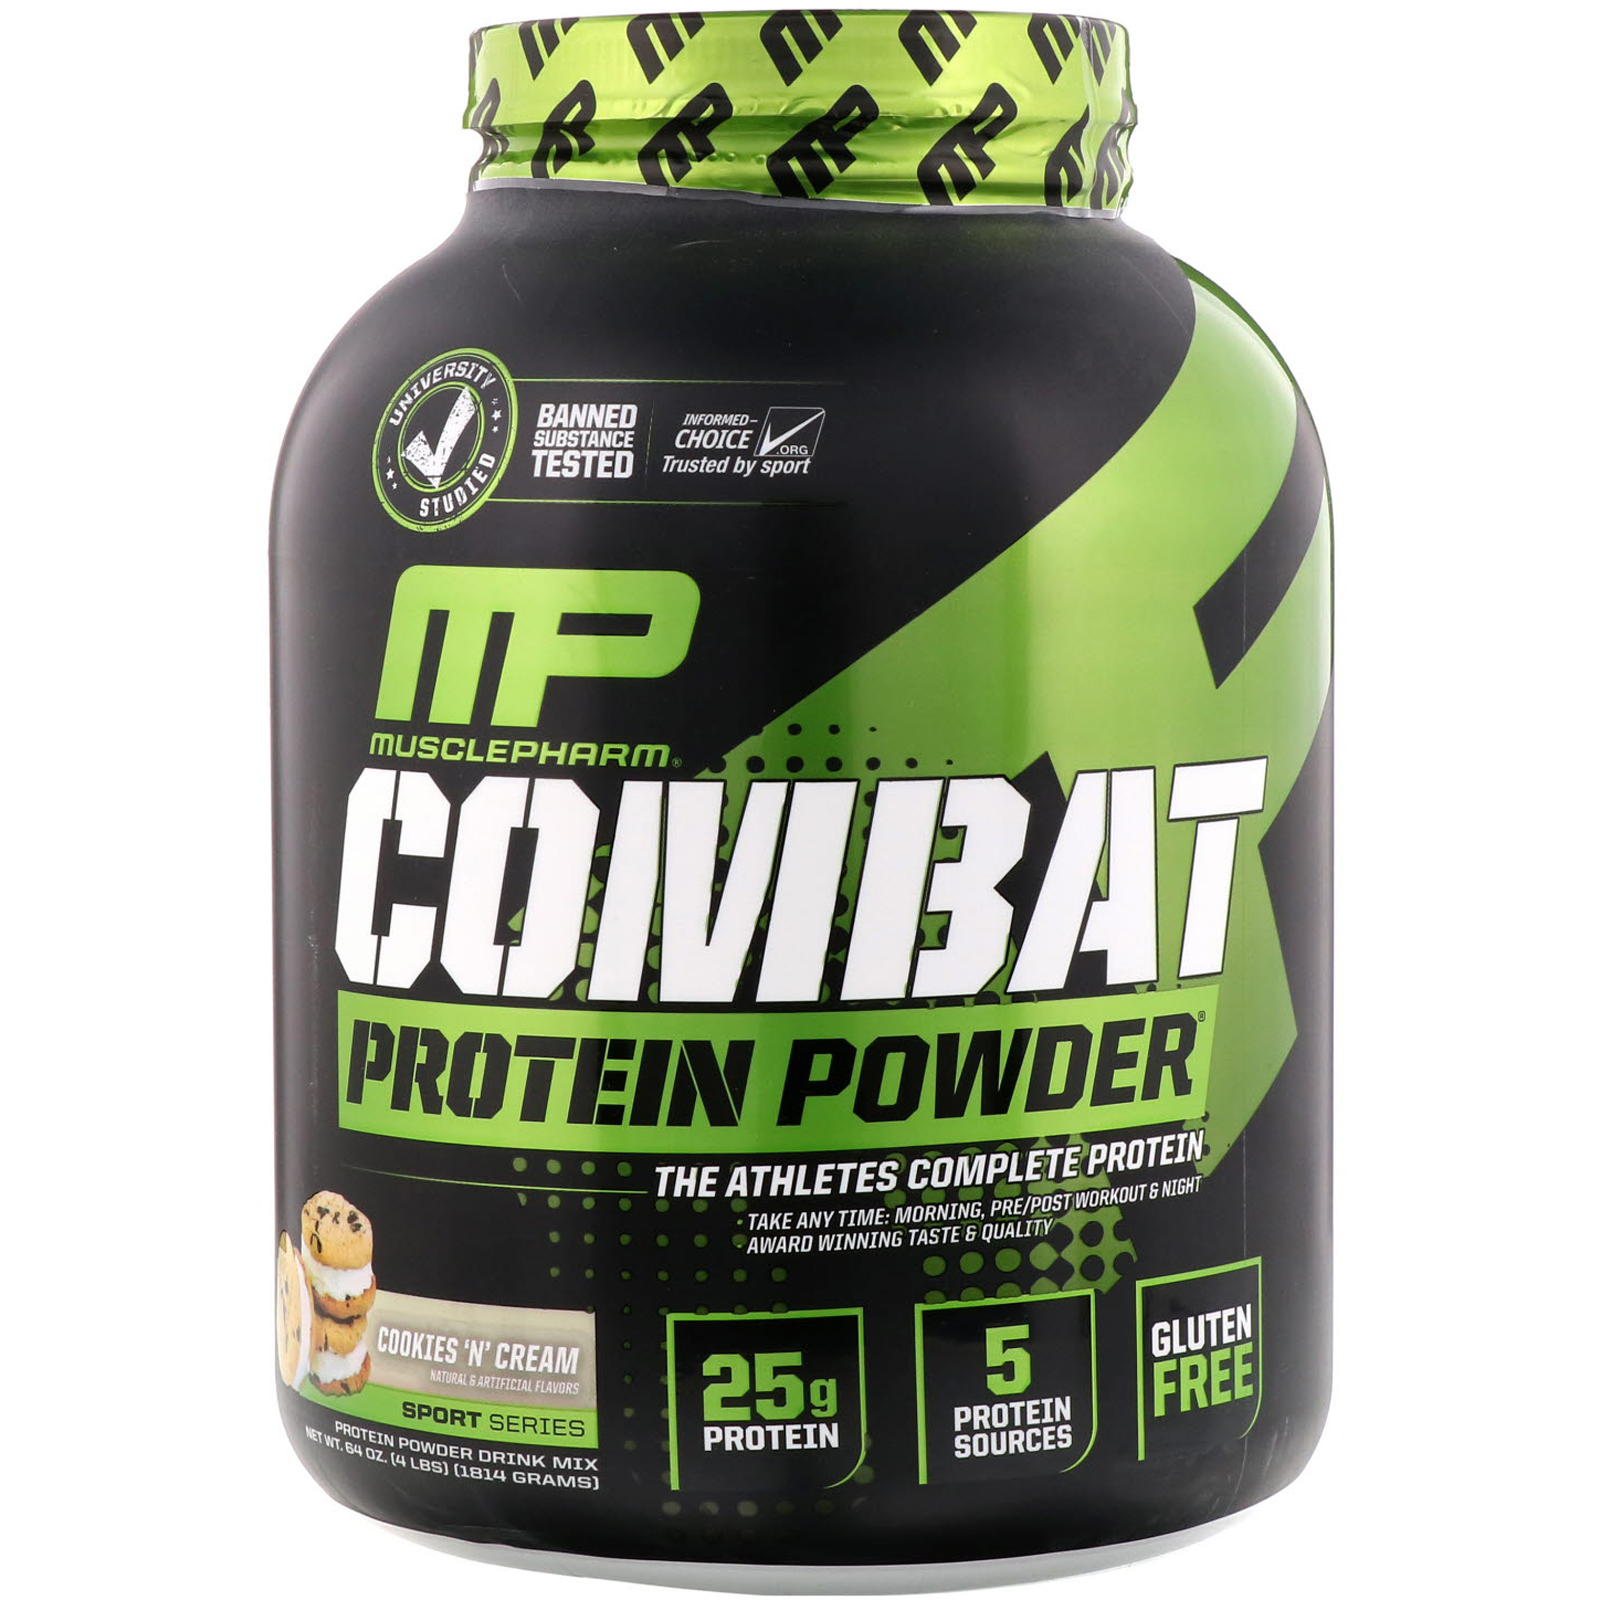 UNIVERSITY
STUDIED
BANNED
SUBSTANCE
TESTED
INFORMED-
CHOICE
.ORG
Trusted by sport
MP
MUSCLEPHARM®
COMBAT
PROTEIN POWDER®
THE ATHLETES COMPLETE PROTEIN
· TAKE ANY TIME: MORNING, PRE/POST WORKOUT & NIGHT
· AWARD WINNING TASTE & QUALITY
COOKIES 'N' CREAM
NATURAL & ARTIFICIAL FLAVORS
SPORT SERIES
PROTEIN POWDER DRINK MIX
NET WT. 64 OZ. (4 LBS) (1814 GRAMS)
25g
PROTEIN
5
PROTEIN
SOURCES
GLUTEN
FREE